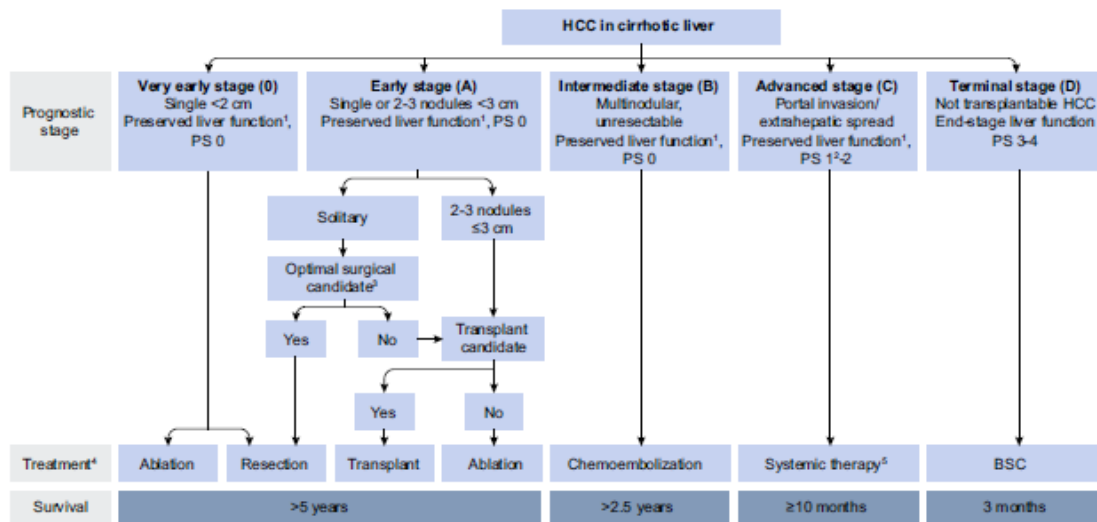 HCC in cirrhotic liver
Prognostic
stage
Very early stage (0)
Single <2 cm
Preserved liver function¹,
PS 0
Early stage (A)
Single or 2-3 nodules <3 cm
Preserved liver function¹, PS 0
Intermediate stage (B)
Multinodular,
unresectable
Preserved liver function¹,
PS 0
Advanced stage (C)
Portal invasion/
extrahepatic spread
Preserved liver function¹,
PS 1²-2
Terminal stage (D)
Not transplantable HCC
End-stage liver function
PS 3-4
Solitary
2-3 nodules
≤3 cm
Optimal surgical
candidate³
Yes
No
Transplant
candidate
Yes
No
Treatment⁴
Ablation
Resection
Transplant
Ablation
Chemoembolization
Systemic therapy⁵
BSC
Survival
>5 years
>2.5 years
≥10 months
3 months